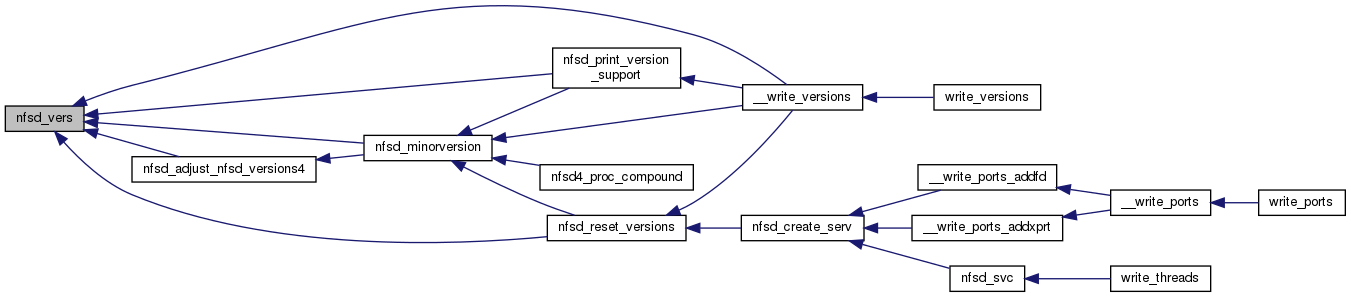 nfsd_vers
nfsd_print_version
_support
__write_versions
write_versions
nfsd_minorversion
nfsd_adjust_nfsd_versions4
nfsd4_proc_compound
nfsd_reset_versions
nfsd_create_serv
__write_ports_addfd
__write_ports
write_ports
__write_ports_addxprt
nfsd_svc
write_threads